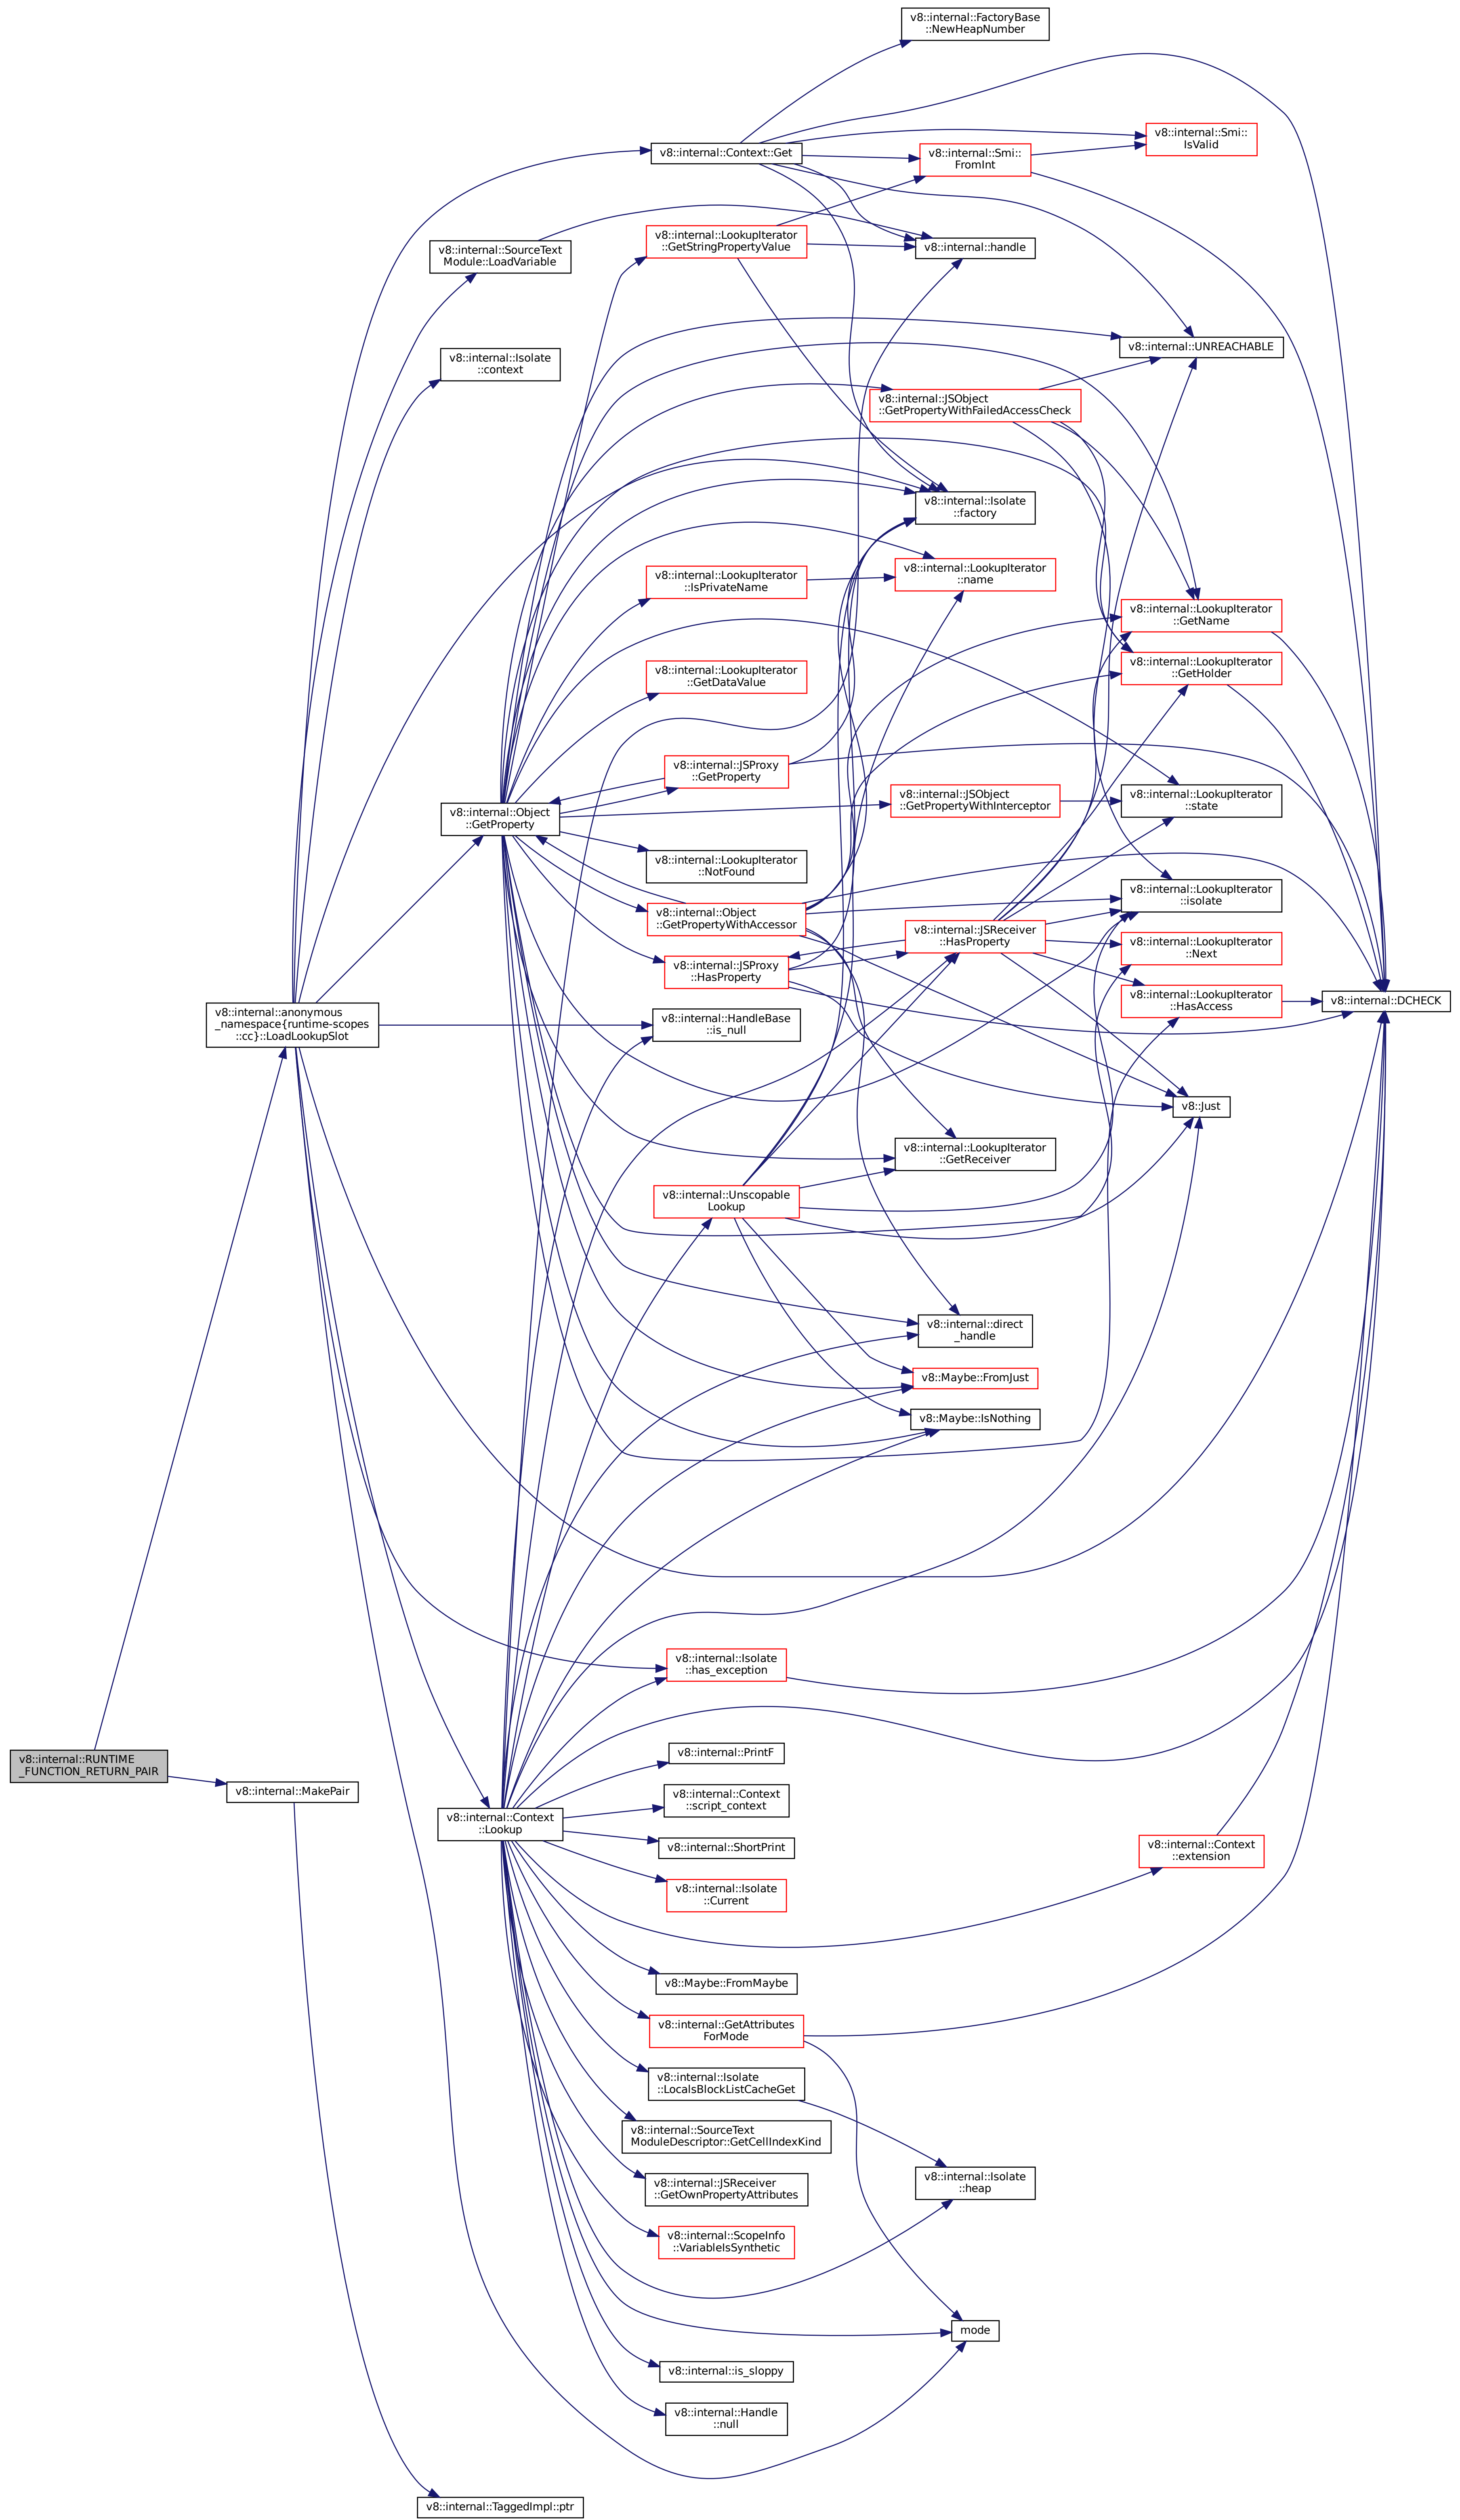 v8::internal::FactoryBase
::NewHeapNumber
v8::internal::Smi::
IsValid
v8::internal::Context::Get
v8::internal::Smi::
FromInt
v8::internal::LookupIterator
::GetStringPropertyValue
v8::internal::handle
v8::internal::SourceText
Module::LoadVariable
v8::internal::UNREACHABLE
v8::internal::Isolate
::context
v8::internal::JSObject
::GetPropertyWithFailedAccessCheck
v8::internal::Isolate
::factory
v8::internal::LookupIterator
::name
v8::internal::LookupIterator
::IsPrivateName
v8::internal::LookupIterator
::GetName
v8::internal::LookupIterator
::GetHolder
v8::internal::LookupIterator
::GetDataValue
v8::internal::JSProxy
::GetProperty
v8::internal::JSObject
::GetPropertyWithInterceptor
v8::internal::LookupIterator
::state
v8::internal::Object
::GetProperty
v8::internal::LookupIterator
::NotFound
v8::internal::LookupIterator
::isolate
v8::internal::Object
::GetPropertyWithAccessor
v8::internal::JSReceiver
::HasProperty
v8::internal::LookupIterator
::Next
v8::internal::JSProxy
::HasProperty
v8::internal::LookupIterator
::HasAccess
v8::internal::DCHECK
v8::internal::anonymous
_namespace{runtime-scopes
::cc}::LoadLookupSlot
v8::internal::HandleBase
::is_null
v8::Just
v8::internal::LookupIterator
::GetReceiver
v8::internal::Unscopable
Lookup
v8::internal::direct
_handle
v8::Maybe::FromJust
v8::Maybe::IsNothing
v8::internal::Isolate
::has_exception
v8::internal::RUNTIME
_FUNCTION_RETURN_PAIR
v8::internal::PrintF
v8::internal::MakePair
v8::internal::Context
::script_context
v8::internal::Context
::Lookup
v8::internal::ShortPrint
v8::internal::Context
::extension
v8::internal::Isolate
::Current
v8::Maybe::FromMaybe
v8::internal::GetAttributes
ForMode
v8::internal::Isolate
::LocalsBlockListCacheGet
v8::internal::SourceText
ModuleDescriptor::GetCellIndexKind
v8::internal::JSReceiver
::GetOwnPropertyAttributes
v8::internal::Isolate
::heap
v8::internal::ScopeInfo
::VariableIsSynthetic
mode
v8::internal::is_sloppy
v8::internal::Handle
::null
v8::internal::TaggedImpl::ptr